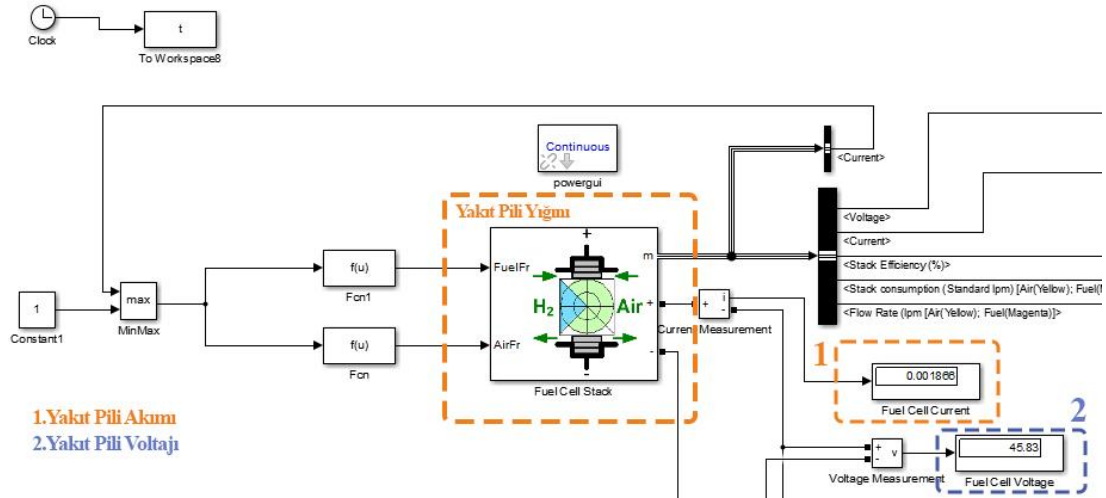 Clock
t
To Workspace8
Continuous
powergui
<Current>
Yakıt Pili Yığını
<Voltage>
<Current>
<Stack Efficiency (%)>
<Stack consumption (Standard lpm) [Air(Yellow); Fuel(M
<Flow Rate (lpm [Air(Yellow); Fuel(Magenta)]>
1
Constant1
max
MinMax
f(u)
Fcn1
f(u)
Fcn
FuelFr
AirFr
+
m
H₂
Air
+
-
-
Fuel Cell Stack
+
i
-
Current Measurement
1
0.001866
Fuel Cell Current
1.Yakıt Pili Akımı
2.Yakıt Pili Voltajı
2
+
-
v
Voltage Measurement
45.83
Fuel Cell Voltage